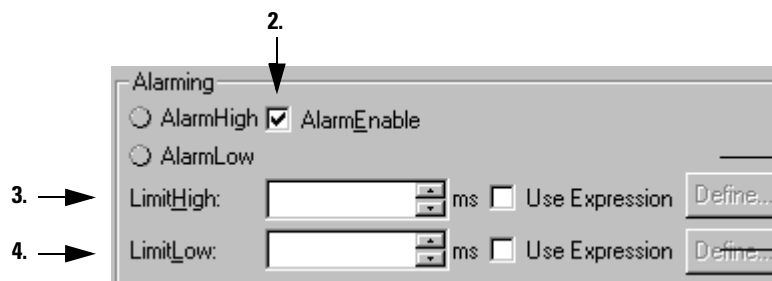 2.
Alarming
AlarmHigh AlarmEnable
AlarmLow
3. LimitHigh: ms Use Expression Define...
4. LimitLow: ms Use Expression Define...